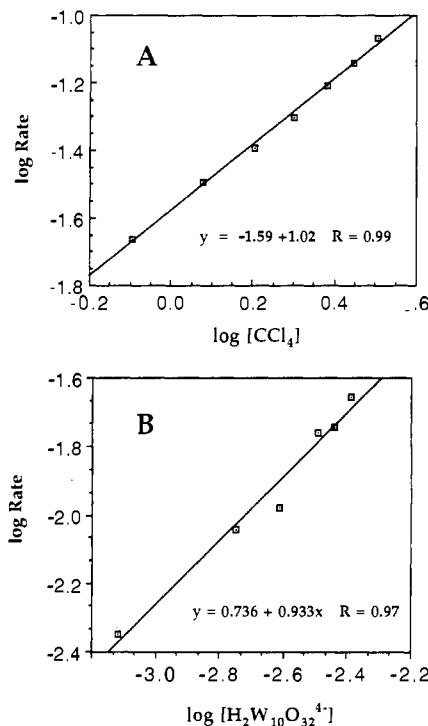 -1.0
A
-1.2
log Rate
-1.4
-1.6
y = -1.59 +1.02 R = 0.99
-1.8
-0.2 0.0 0.2 0.4 .6
log [CCl4]
-1.6
B
-1.8
log Rate
-2.0
-2.2
y = 0.736 + 0.933x R = 0.97
-2.4
-3.0 -2.8 -2.6 -2.4 -2.2
log [H2W10O32^4-]